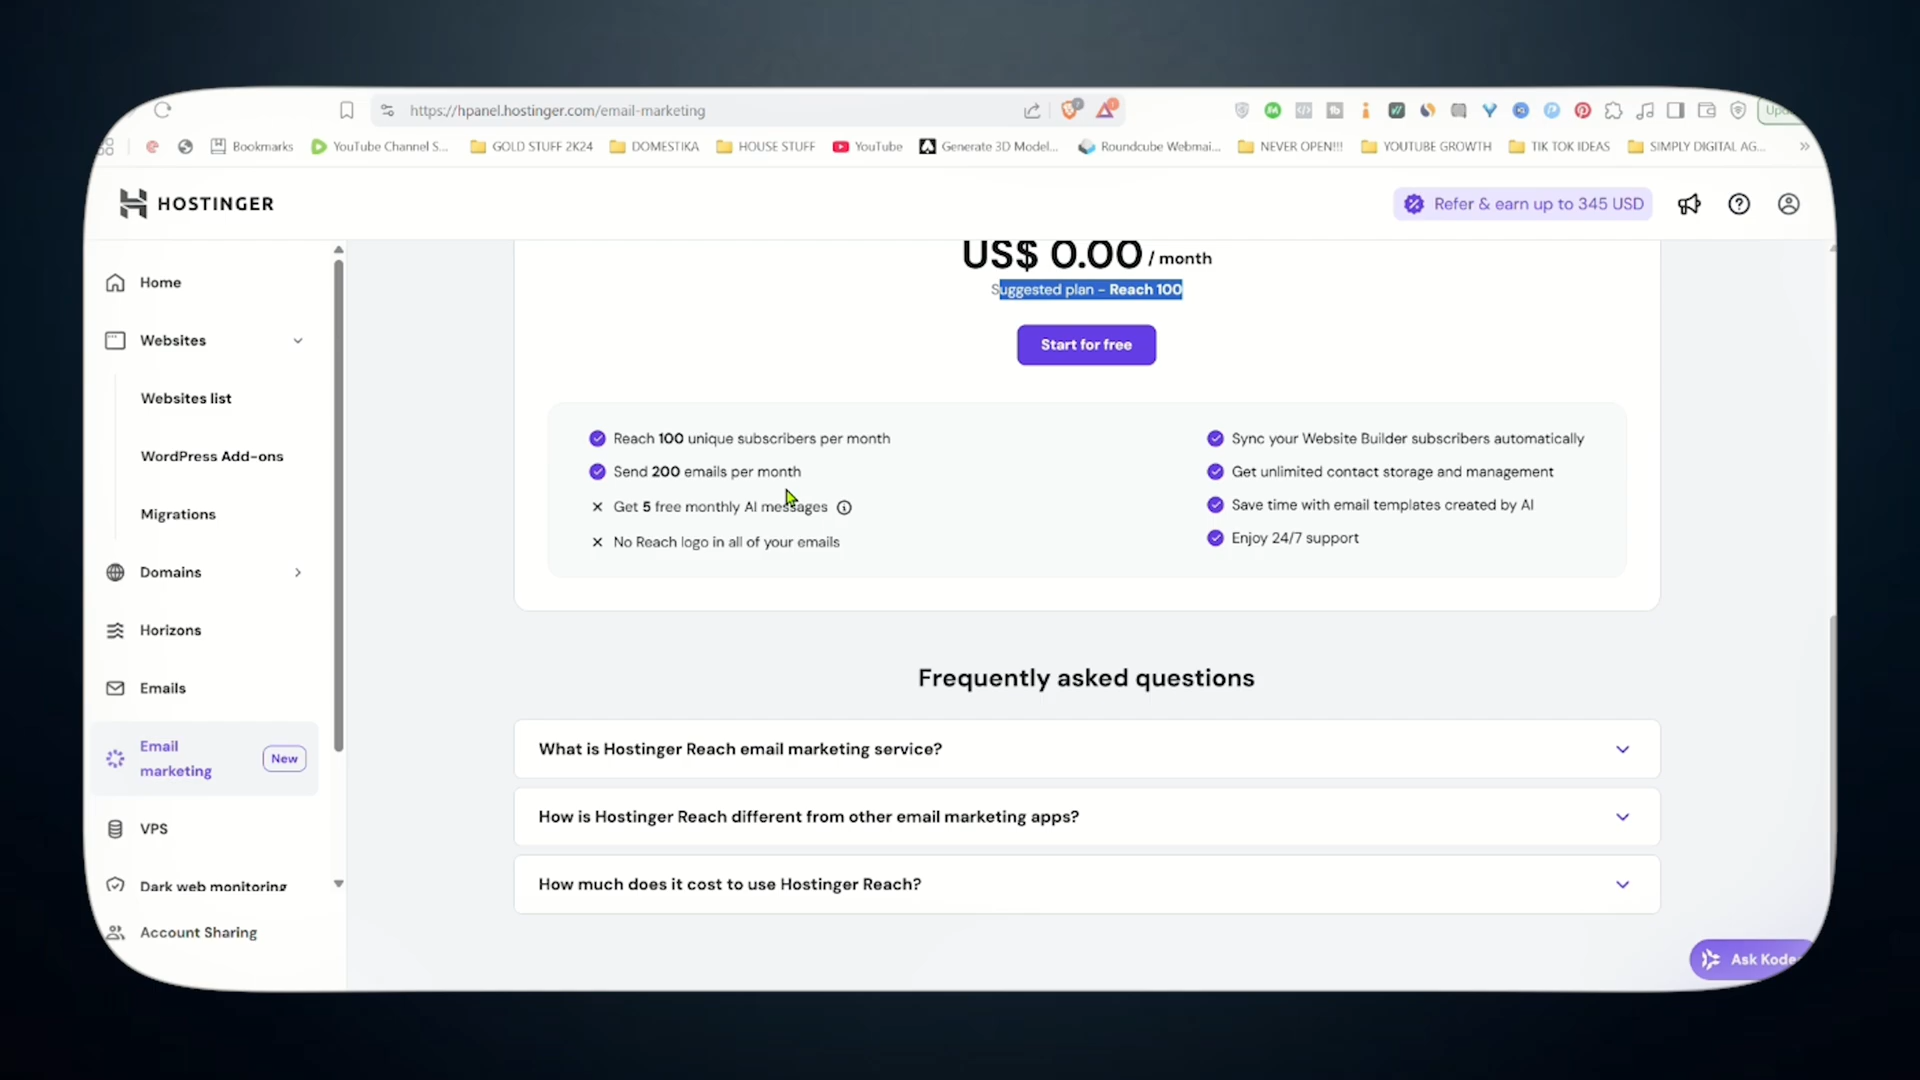 https://hpanel.hostinger.com/email-marketing
Bookmarks
YouTube Channel S...
GOLD STUFF 2K24
DOMESTIKA
HOUSE STUFF
YouTube
Generate 3D Model...
Roundcube Webmai...
NEVER OPEN!!!
YOUTUBE GROWTH
TIK TOK IDEAS
SIMPLY DIGITAL AG...
HOSTINGER
Refer & earn up to 345 USD
Home
Websites
Websites list
WordPress Add-ons
Migrations
Domains
Horizons
Emails
Email marketing
New
VPS
Dark web monitoring
Account Sharing
US$ 0.00 / month
Suggested plan - Reach 100
Start for free
Reach 100 unique subscribers per month
Send 200 emails per month
Get 5 free monthly AI messages
No Reach logo in all of your emails
Sync your Website Builder subscribers automatically
Get unlimited contact storage and management
Save time with email templates created by AI
Enjoy 24/7 support
Frequently asked questions
What is Hostinger Reach email marketing service?
How is Hostinger Reach different from other email marketing apps?
How much does it cost to use Hostinger Reach?
Ask Kode